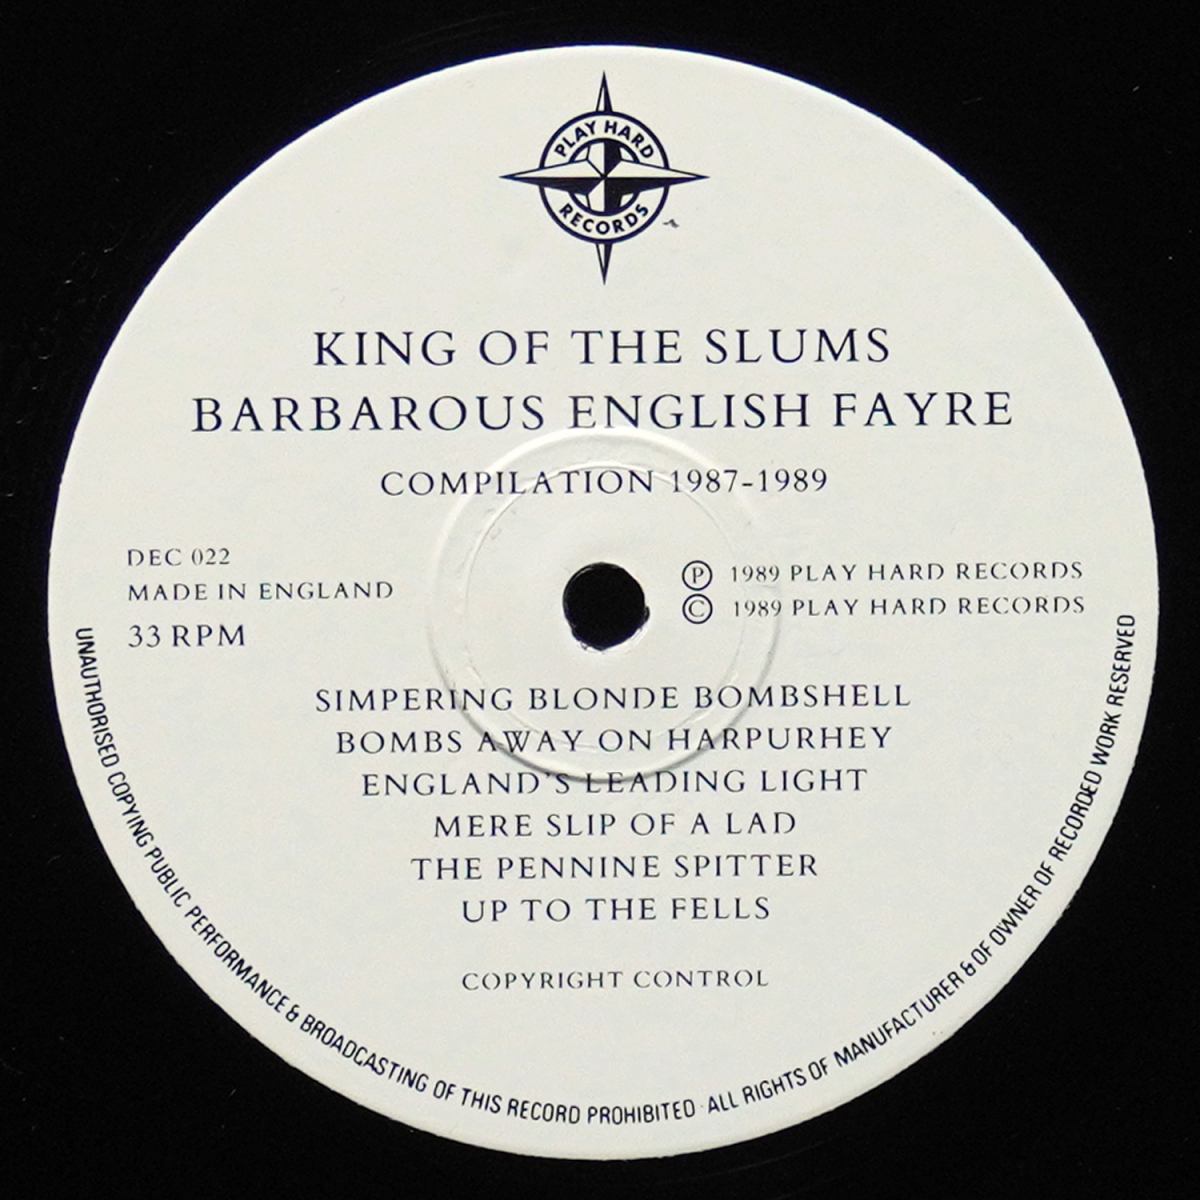 PLAY HARD
RECORDS
KING OF THE SLUMS
BARBAROUS ENGLISH FAYRE
COMPILATION 1987-1989
DEC 022
MADE IN ENGLAND
33 RPM
Ⓟ 1989 PLAY HARD RECORDS
© 1989 PLAY HARD RECORDS
SIMPERING BLONDE BOMBSHELL
BOMBS AWAY ON HARPURHEY
ENGLAND'S LEADING LIGHT
MERE SLIP OF A LAD
THE PENNINE SPITTER
UP TO THE FELLS
COPYRIGHT CONTROL
UNAUTHORISED COPYING PUBLIC PERFORMANCE & BROADCASTING OF THIS RECORD PROHIBITED · ALL RIGHTS OF MANUFACTURER & OF OWNER OF RECORDED WORK RESERVED